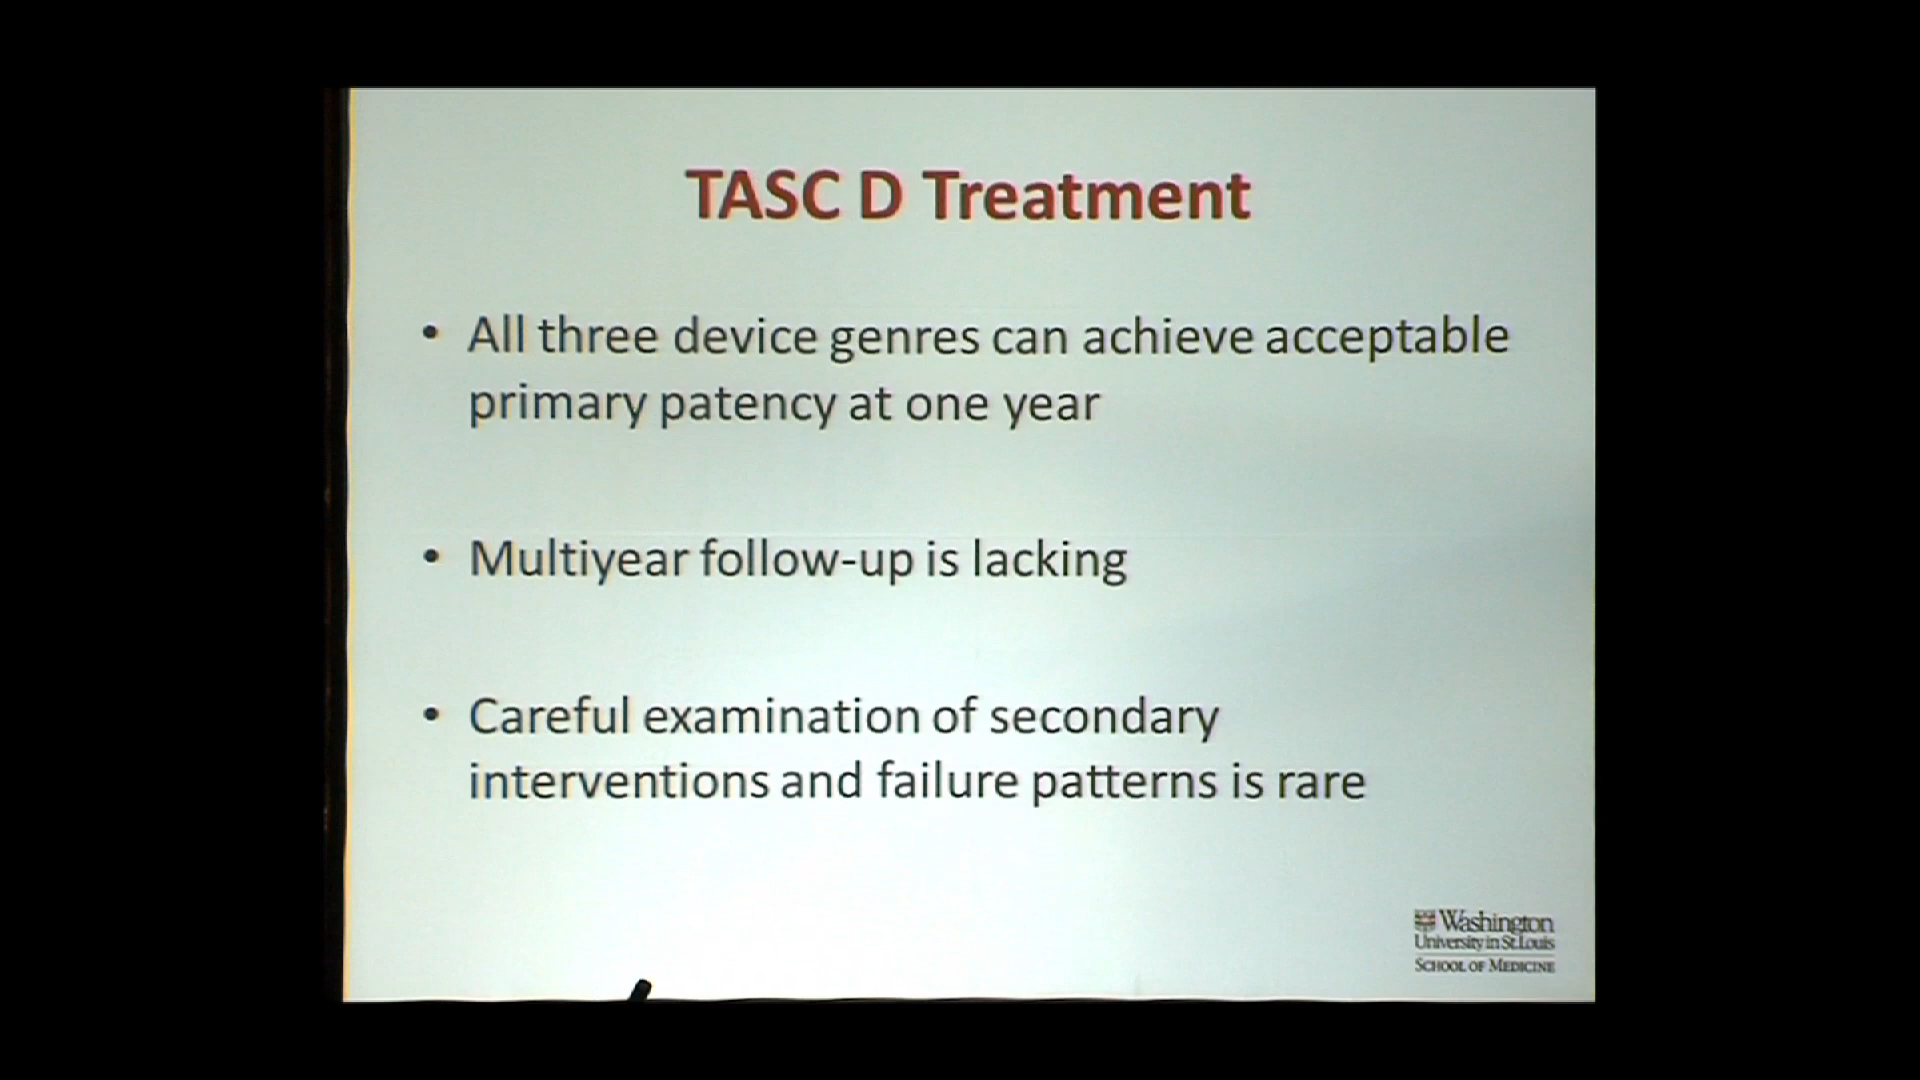 TASC D Treatment
• All three device genres can achieve acceptable
primary patency at one year
• Multiyear follow-up is lacking
• Careful examination of secondary
interventions and failure patterns is rare
Washington
University in St. Louis
SCHOOL OF MEDICINE